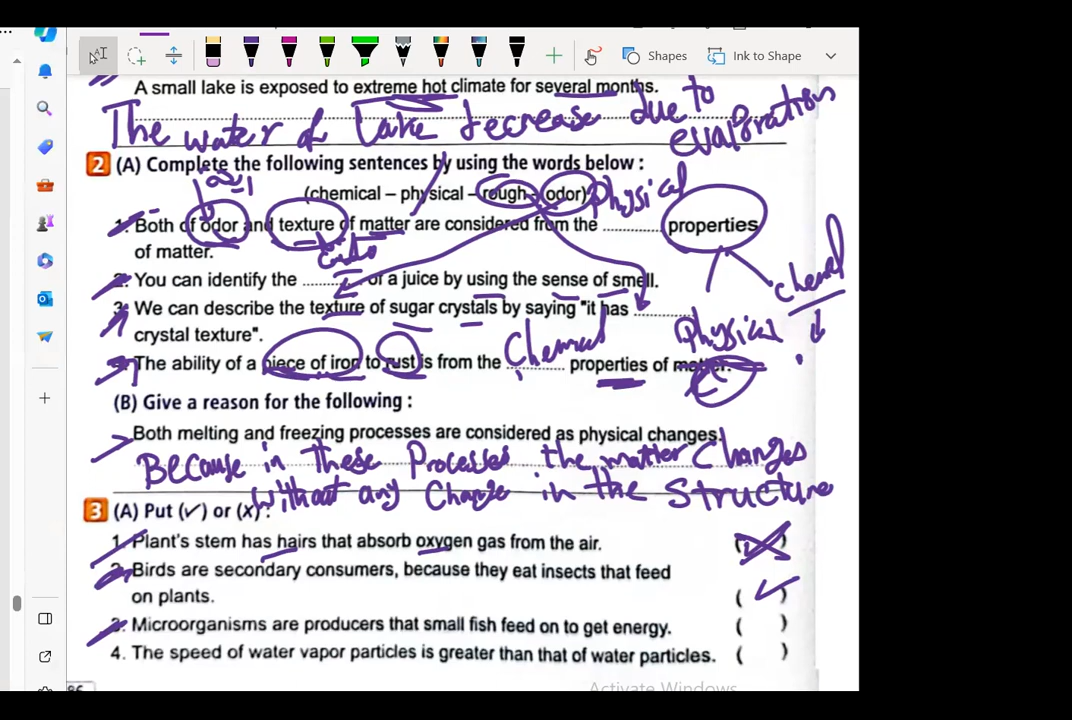 Shapes
Ink to Shape
A small lake is exposed to extreme hot climate for several months.
The water of lake decrease due to evaporation
2 (A) Complete the following sentences by using the words below :
(chemical – physical – rough – odor) physical
1. Both of odor and texture of matter are considered from the ............ properties
of matter.
2. You can identify the ............ of a juice by using the sense of smell.
3. We can describe the texture of sugar crystals by saying "it has ............
crystal texture".
physical
4. The ability of a piece of iron to rust is from the ............ properties of matter.
(B) Give a reason for the following :
Both melting and freezing processes are considered as physical changes.
Because in these Processes the matter changes
without any Change in the structure
3 (A) Put (✓) or (x) :
1. Plant's stem has hairs that absorb oxygen gas from the air. ( )
2. Birds are secondary consumers, because they eat insects that feed
on plants. ( ✓ )
3. Microorganisms are producers that small fish feed on to get energy. ( )
4. The speed of water vapor particles is greater than that of water particles. ( )
Activate Windows